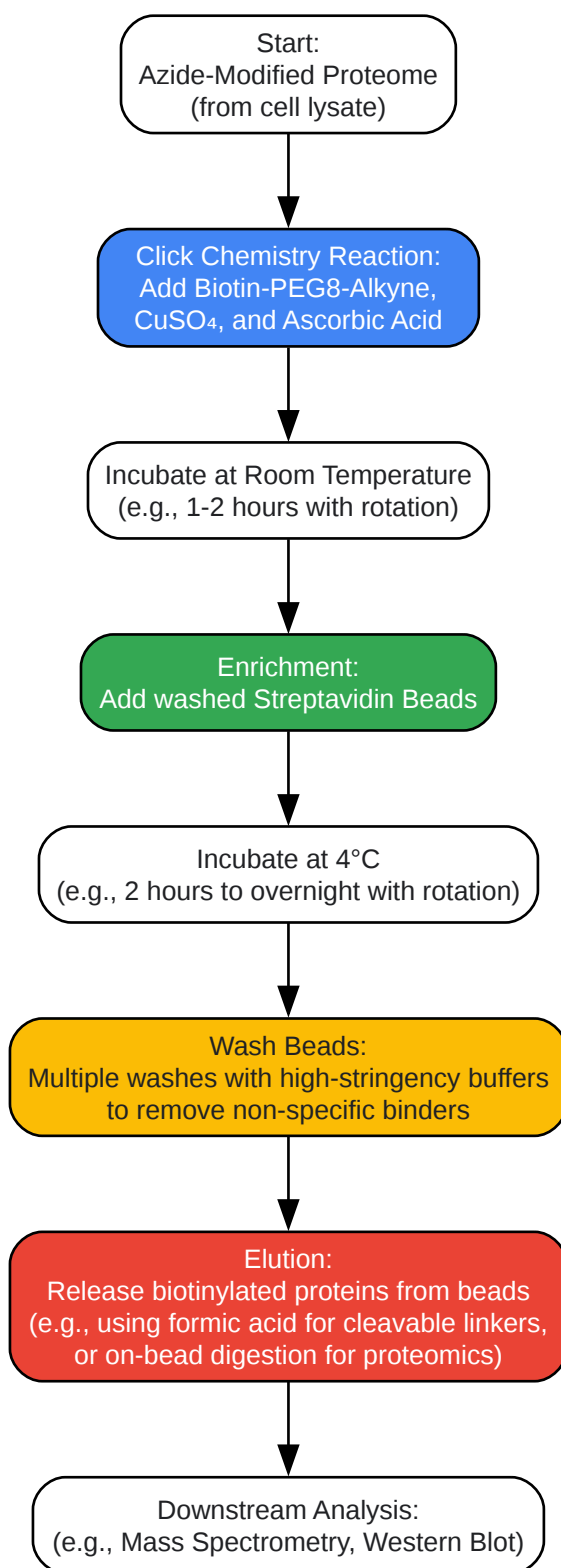 Start:
Azide-Modified Proteome
(from cell lysate)
Click Chemistry Reaction:
Add Biotin-PEG8-Alkyne,
CuSO₄, and Ascorbic Acid
Incubate at Room Temperature
(e.g., 1-2 hours with rotation)
Enrichment:
Add washed Streptavidin Beads
Incubate at 4°C
(e.g., 2 hours to overnight with rotation)
Wash Beads:
Multiple washes with high-stringency buffers
to remove non-specific binders
Elution:
Release biotinylated proteins from beads
(e.g., using formic acid for cleavable linkers,
or on-bead digestion for proteomics)
Downstream Analysis:
(e.g., Mass Spectrometry, Western Blot)